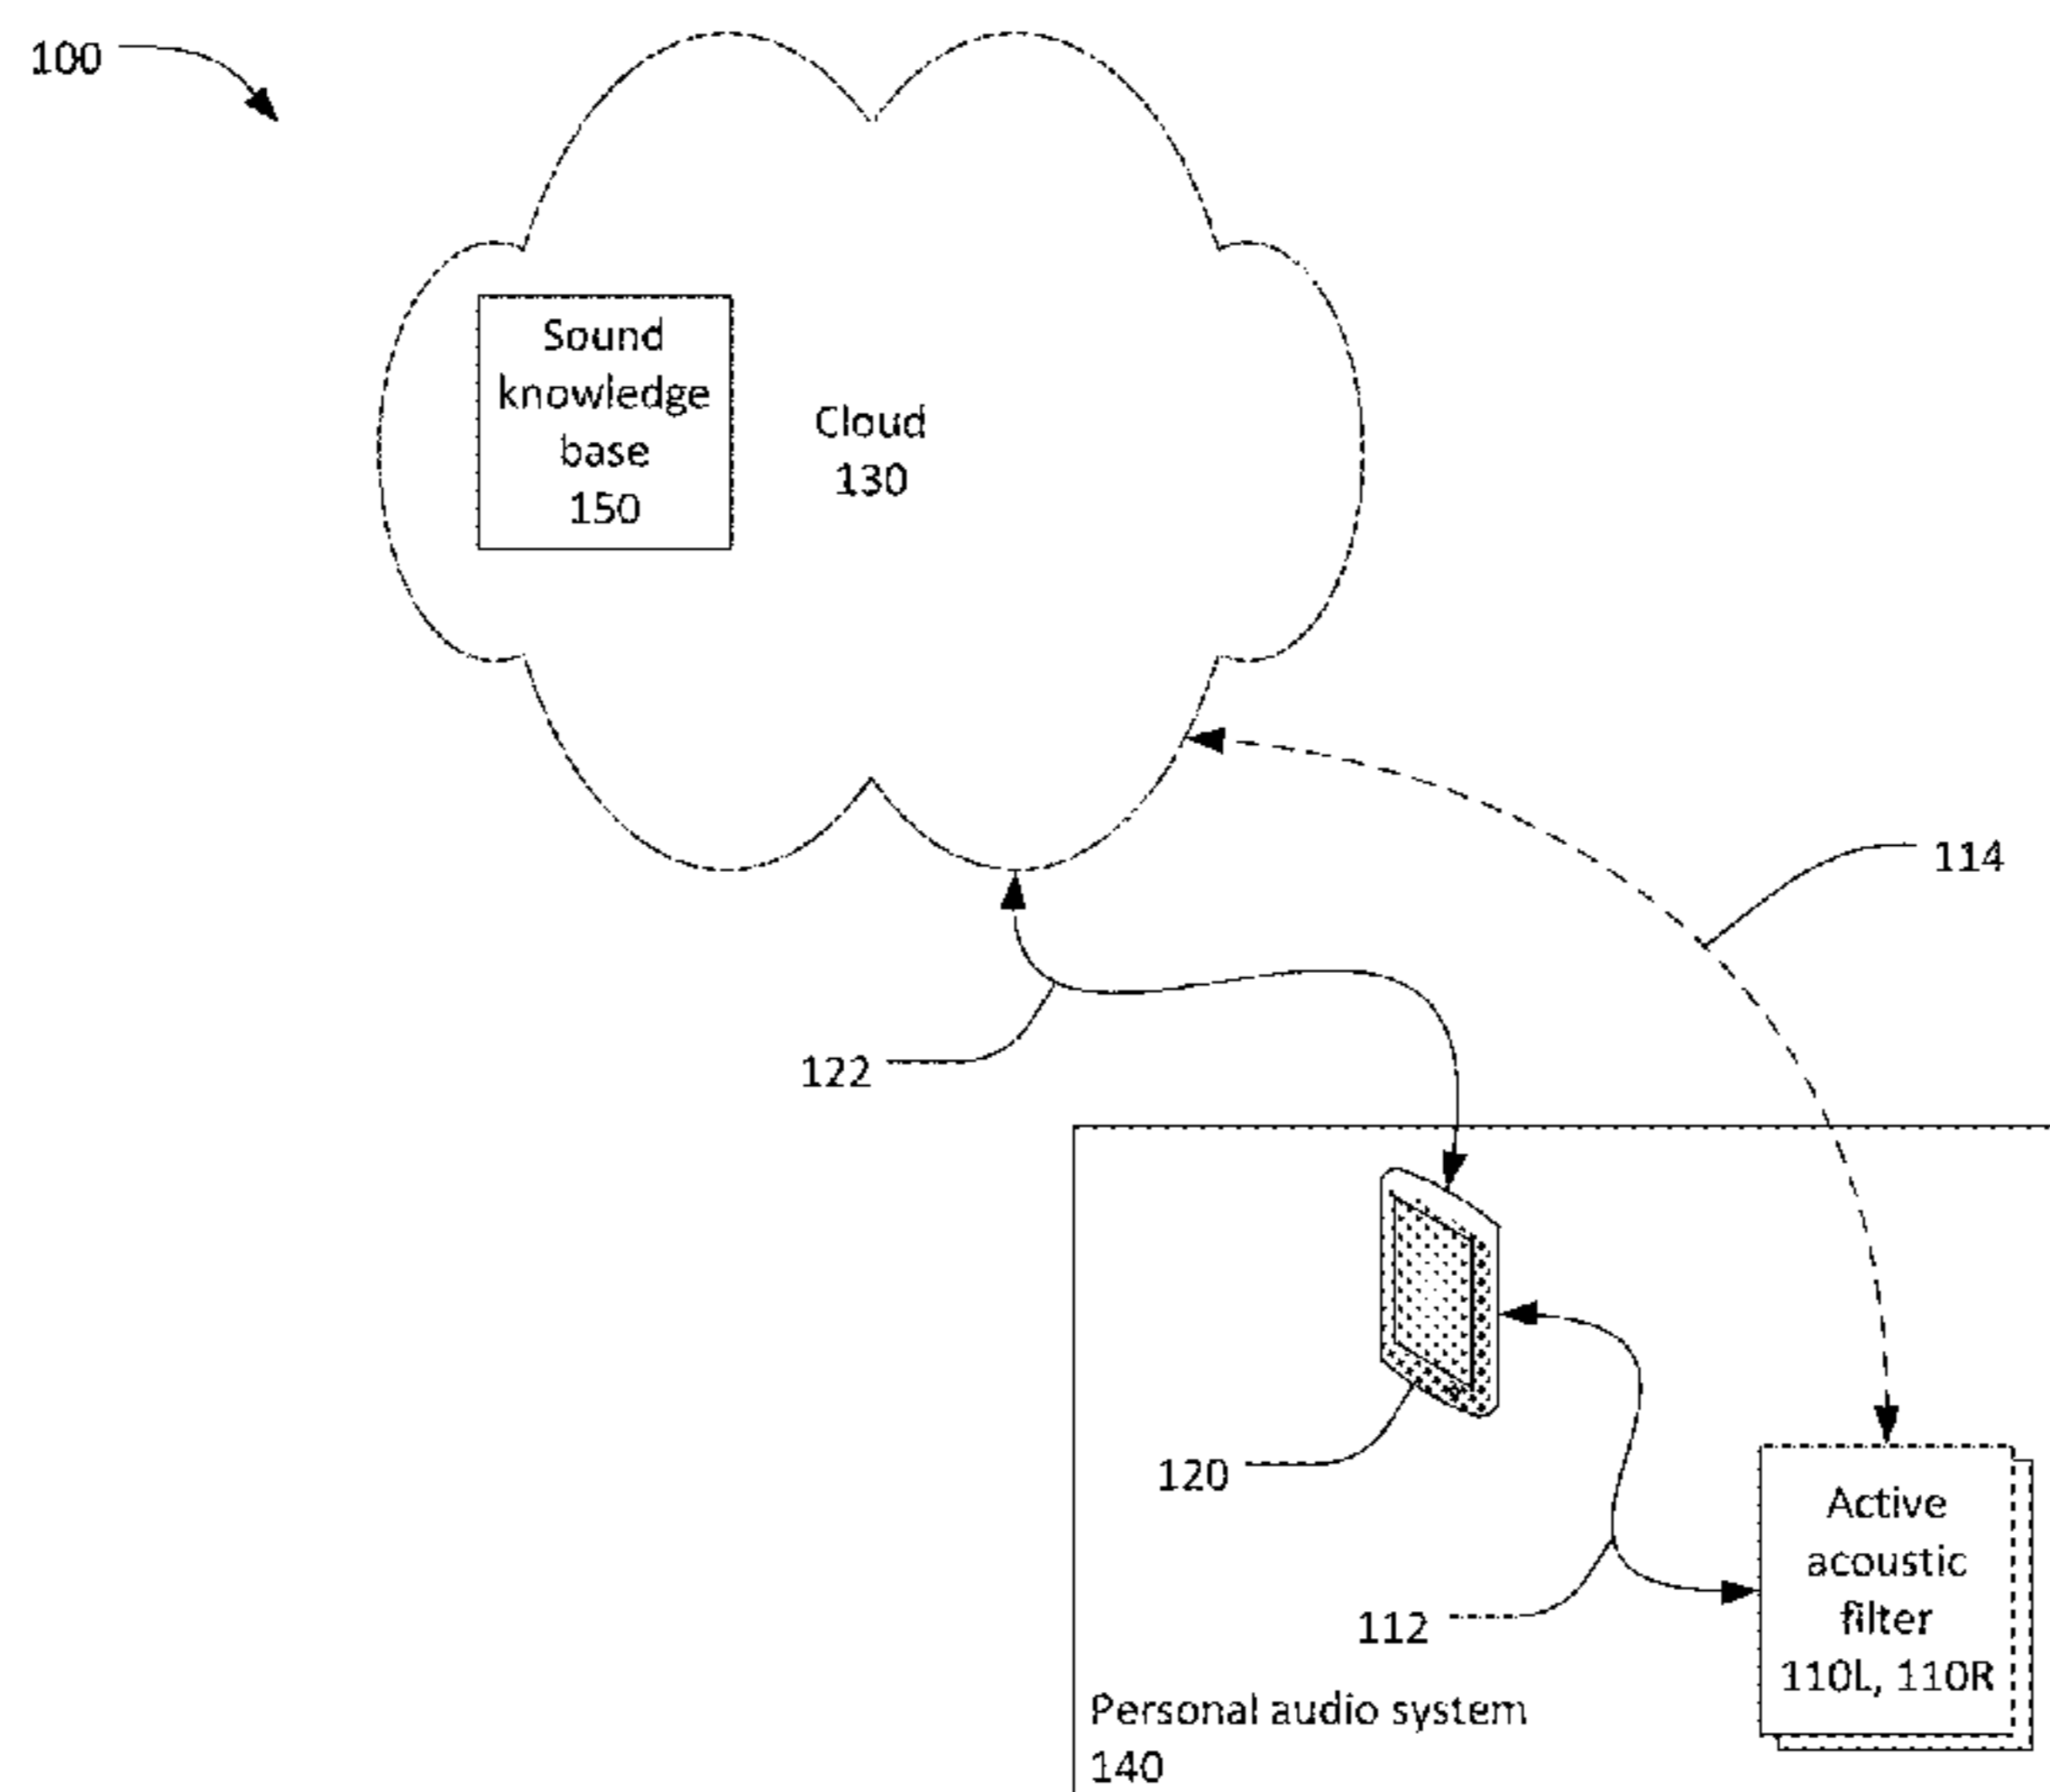 100
Sound
knowledge
base
150
Cloud
130
114
122
120
112
Active
acoustic
filter
110L, 110R
Personal audio system
140